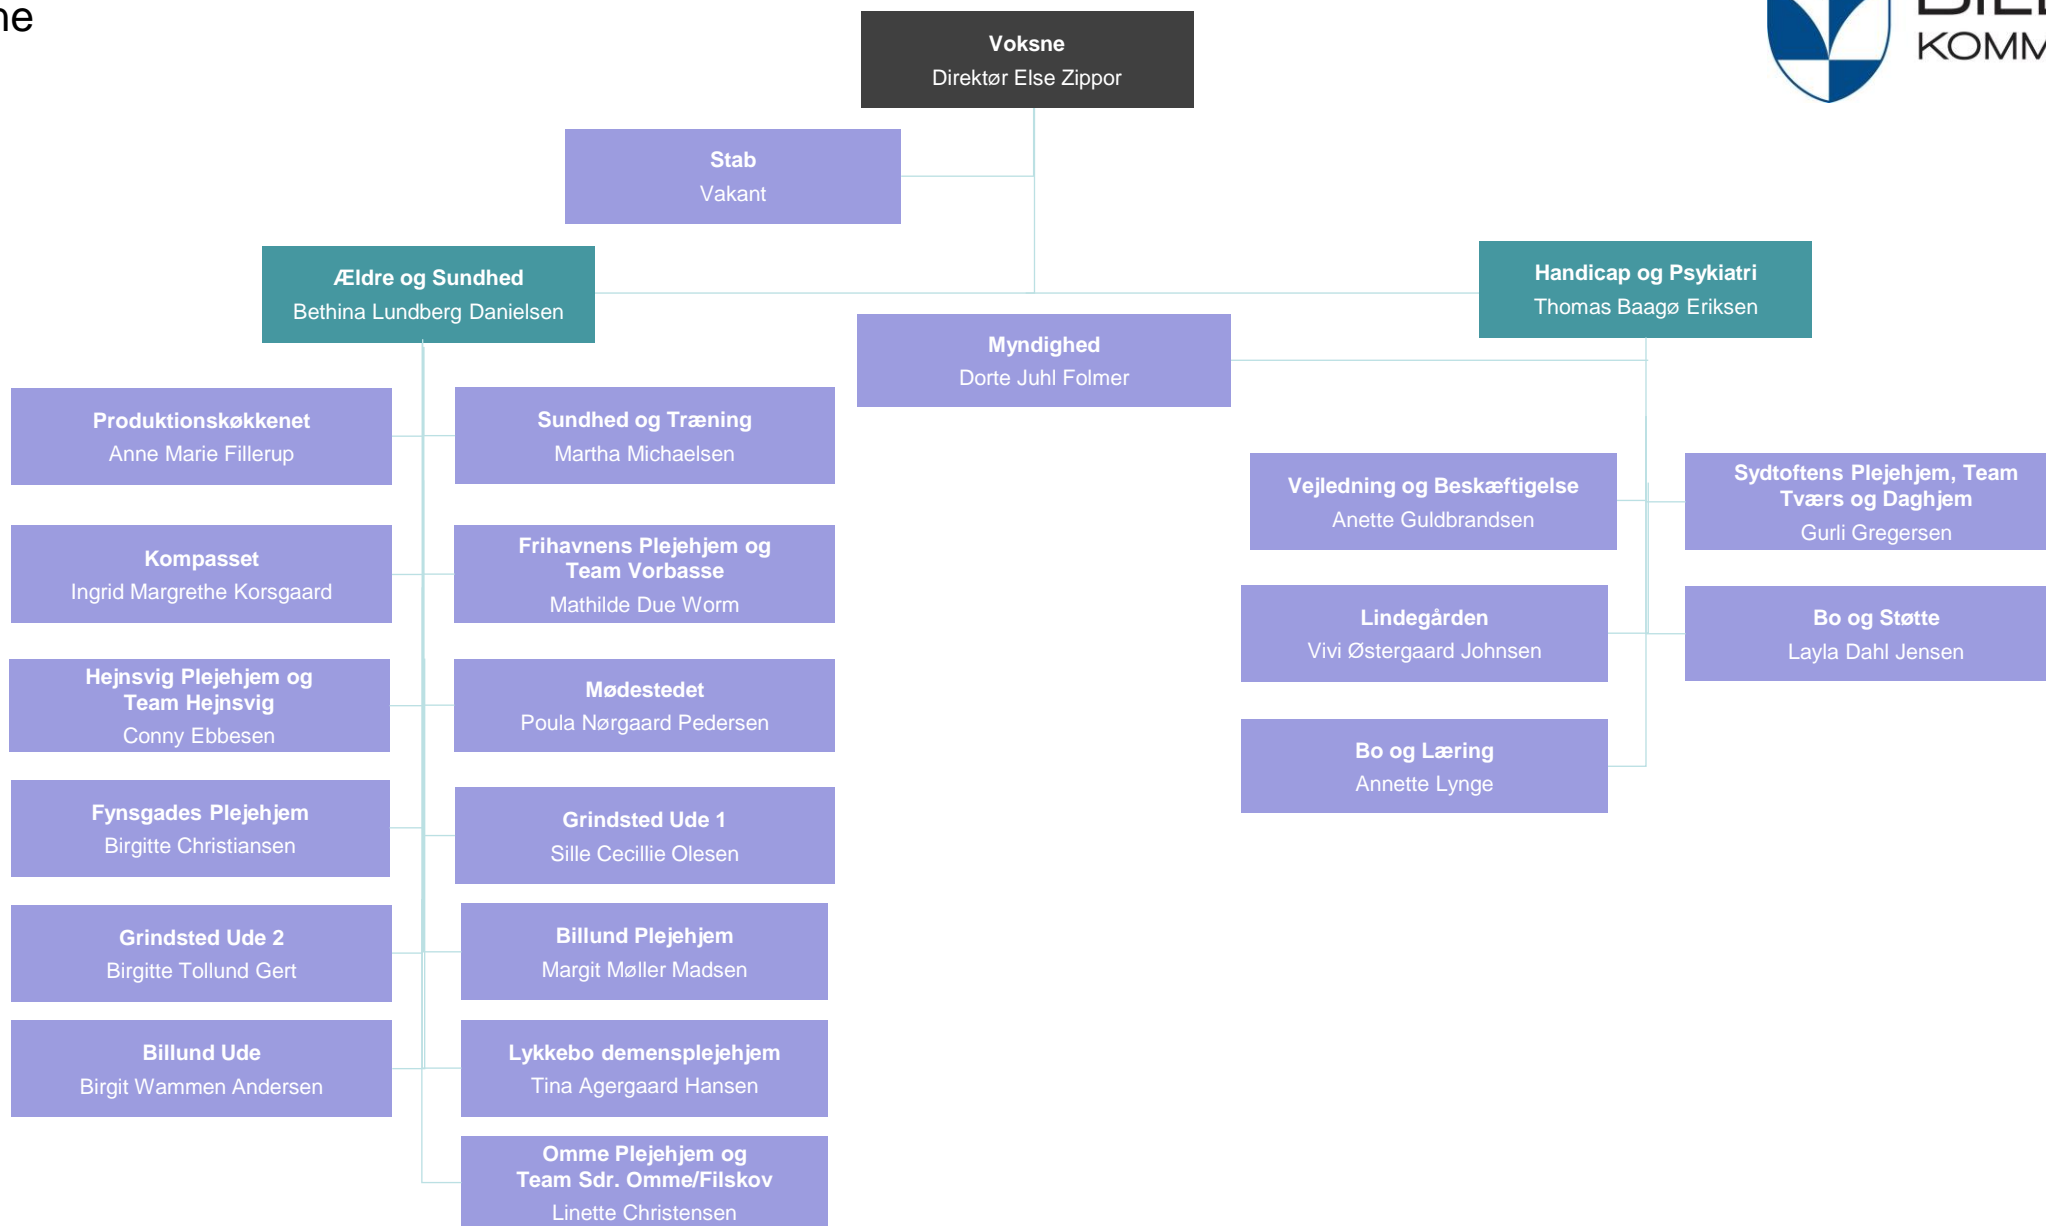 Voksne
Direktør Else Zippor
Stab
Vakant
Ældre og Sundhed
Bethina Lundberg Danielsen
Handicap og Psykiatri
Thomas Baagø Eriksen
Myndighed
Dorte Juhl Folmer
Produktionskøkkenet
Anne Marie Fillerup
Sundhed og Træning
Martha Michaelsen
Kompasset
Ingrid Margrethe Korsgaard
Frihavnens Plejehjem og
Team Vorbasse
Mathilde Due Worm
Hejnsvig Plejehjem og
Team Hejnsvig
Conny Ebbesen
Mødestedet
Poula Nørgaard Pedersen
Fynsgades Plejehjem
Birgitte Christiansen
Grindsted Ude 1
Sille Cecillie Olesen
Grindsted Ude 2
Birgitte Tollund Gert
Billund Plejehjem
Margit Møller Madsen
Billund Ude
Birgit Wammen Andersen
Lykkebo demensplejehjem
Tina Agergaard Hansen
Omme Plejehjem og
Team Sdr. Omme/Filskov
Linette Christensen
Vejledning og Beskæftigelse
Anette Guldbrandsen
Sydtoftens Plejehjem, Team
Tværs og Daghjem
Gurli Gregersen
Lindegården
Vivi Østergaard Johnsen
Bo og Støtte
Layla Dahl Jensen
Bo og Læring
Annette Lynge